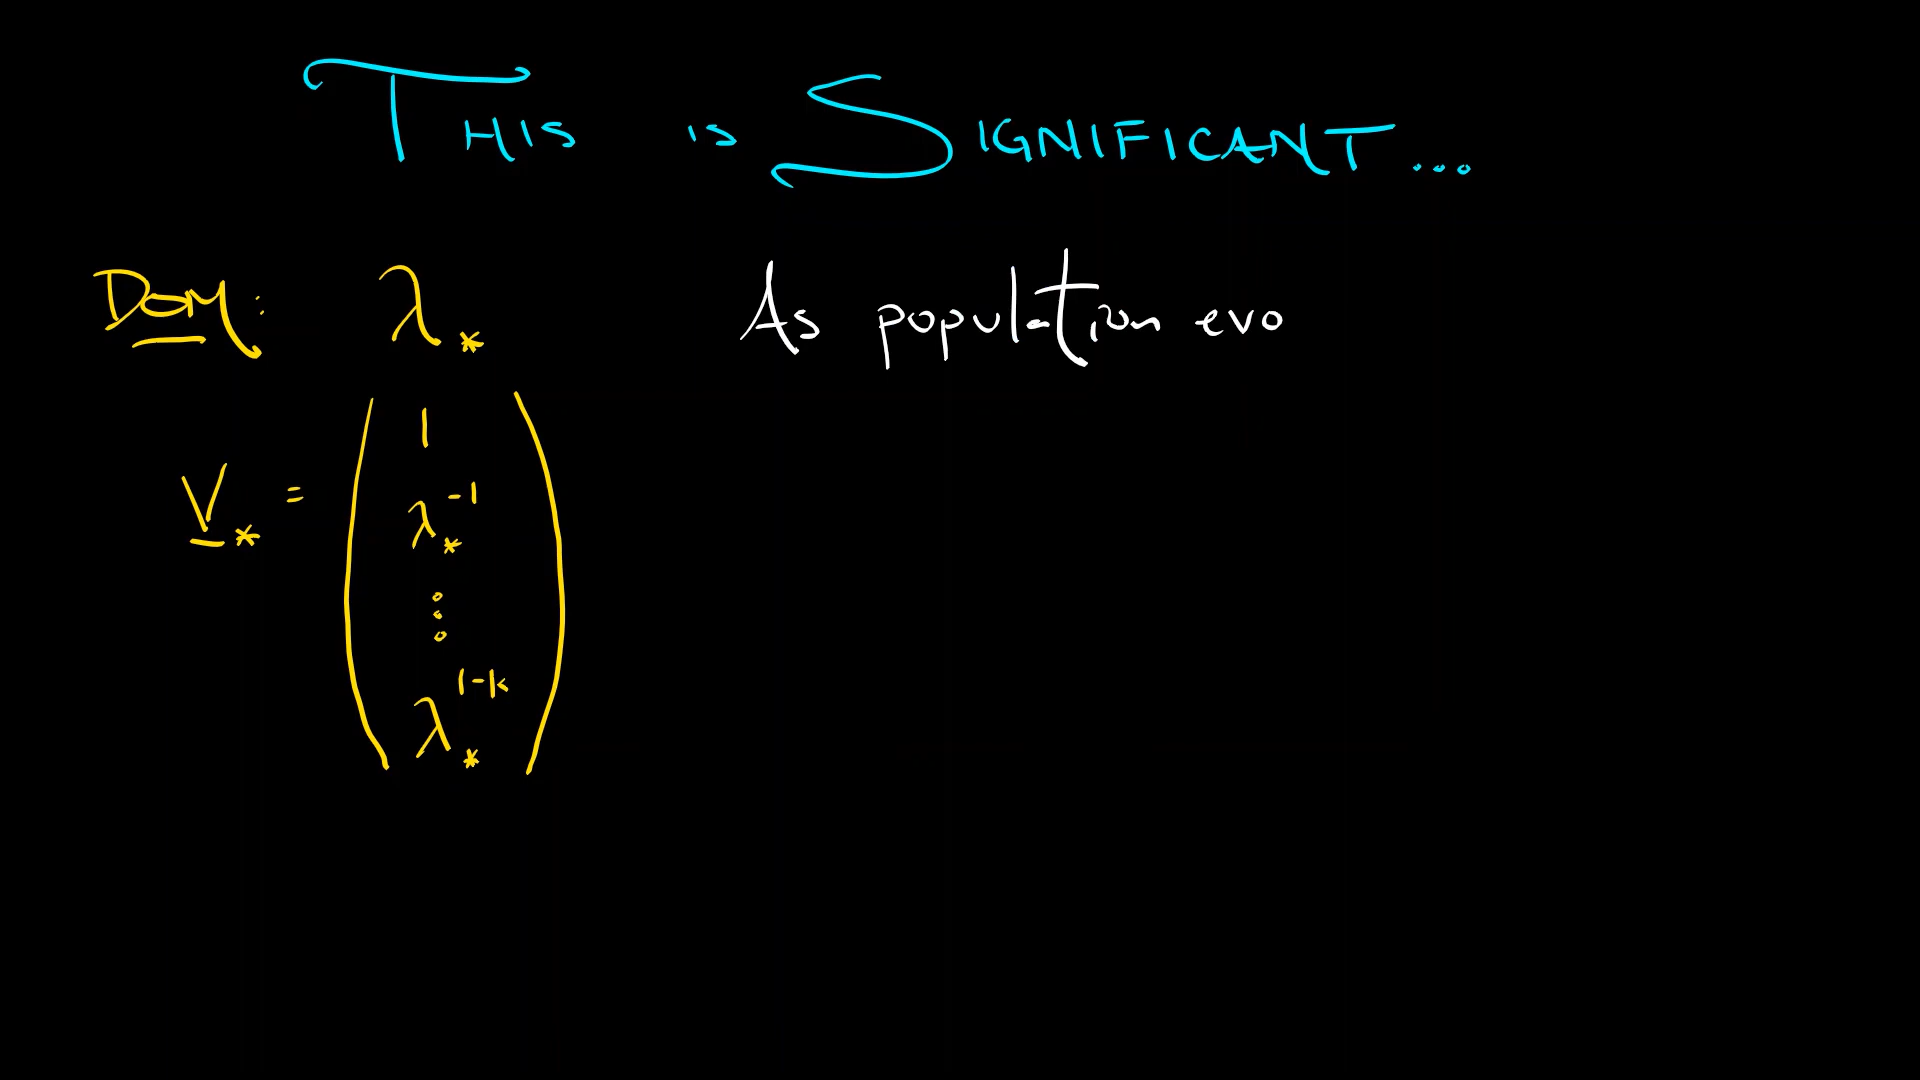 THIS IS SIGNIFICANT...
DOM: λ* As population evo
V* = ( 1
λ*^-1
⋮
λ*^1-k )